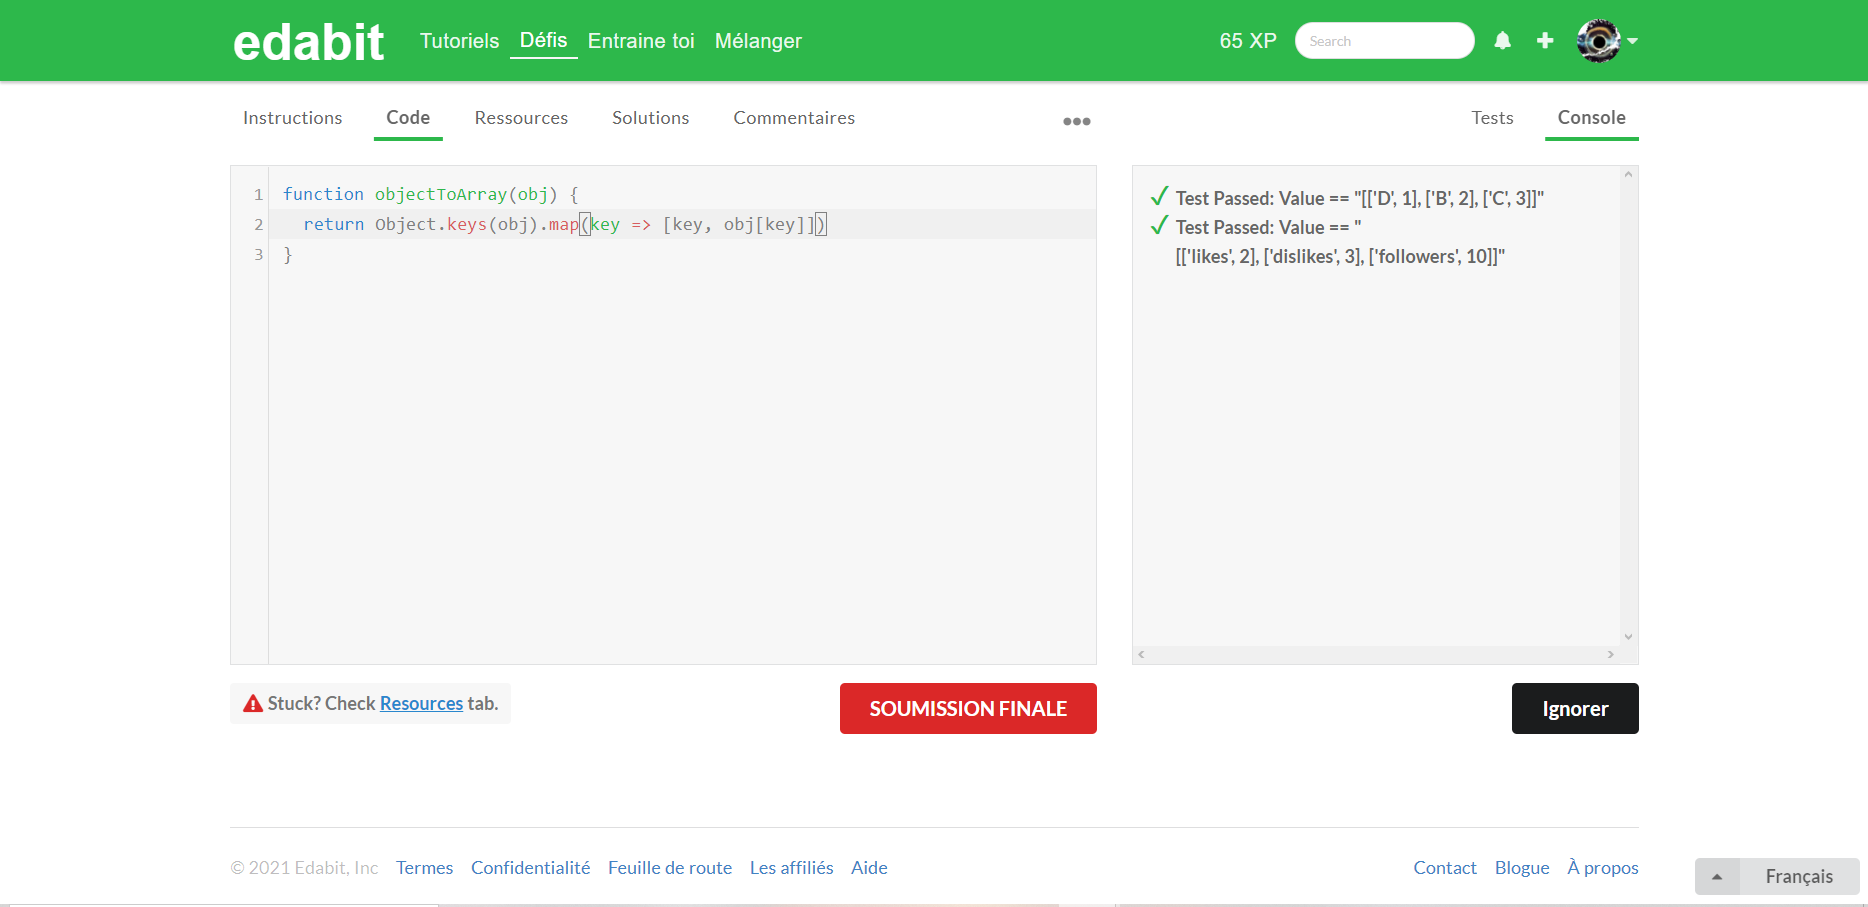 edabit Tutoriels Défis Entraine toi Mélanger 65 XP Search
Instructions Code Ressources Solutions Commentaires Tests Console
1 function objectToArray(obj) {
2 return Object.keys(obj).map(key => [key, obj[key]])
3 }
Test Passed: Value == "[['D', 1], ['B', 2], ['C', 3]]"
Test Passed: Value == "
[['likes', 2], ['dislikes', 3], ['followers', 10]]"
Stuck? Check Resources tab.
SOUMISSION FINALE
Ignorer
© 2021 Edabit, Inc Termes Confidentialité Feuille de route Les affiliés Aide Contact Blogue À propos
Français